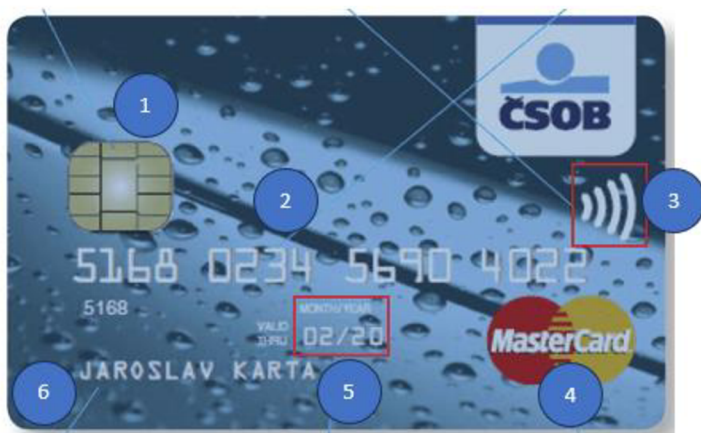 1
ČSOB
2
3
5168 0234 5690 4022
5168
MONTH/YEAR
VALID
THRU
02/20
MasterCard
JAROSLAV KARTA
6
5
4